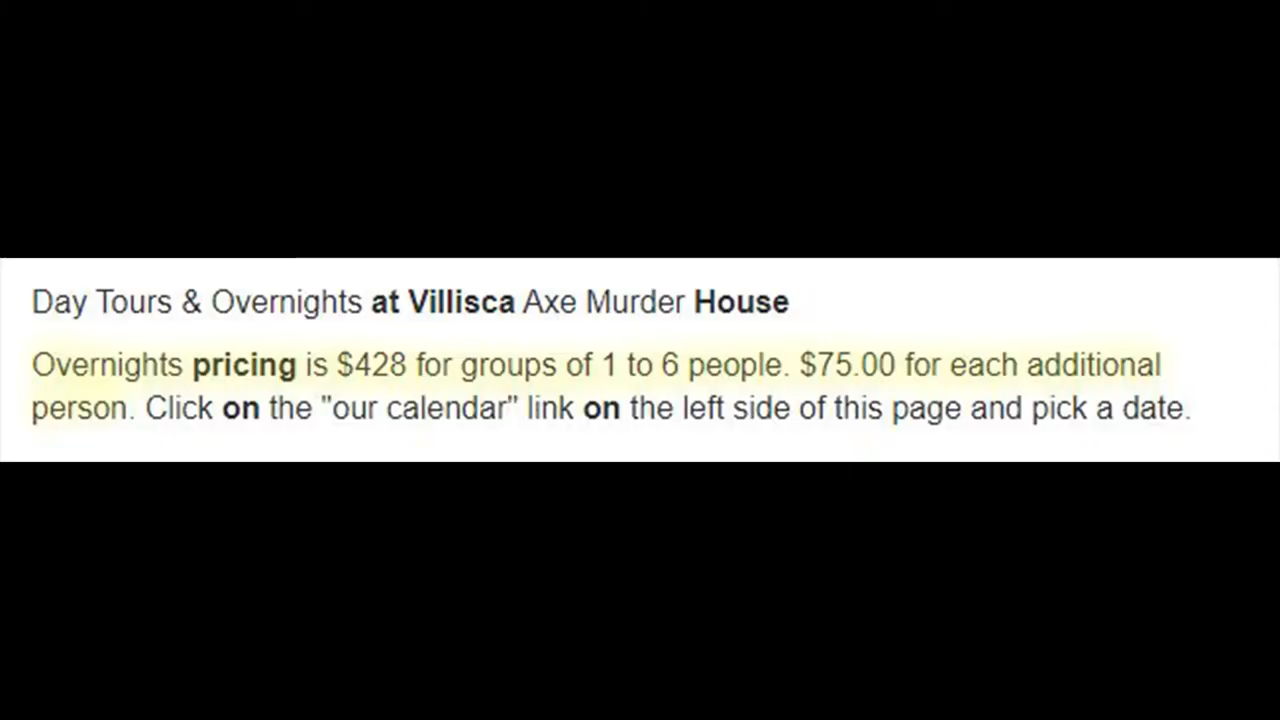 Day Tours & Overnights at Villisca Axe Murder House
Overnights pricing is $428 for groups of 1 to 6 people. $75.00 for each additional
person. Click on the "our calendar" link on the left side of this page and pick a date.